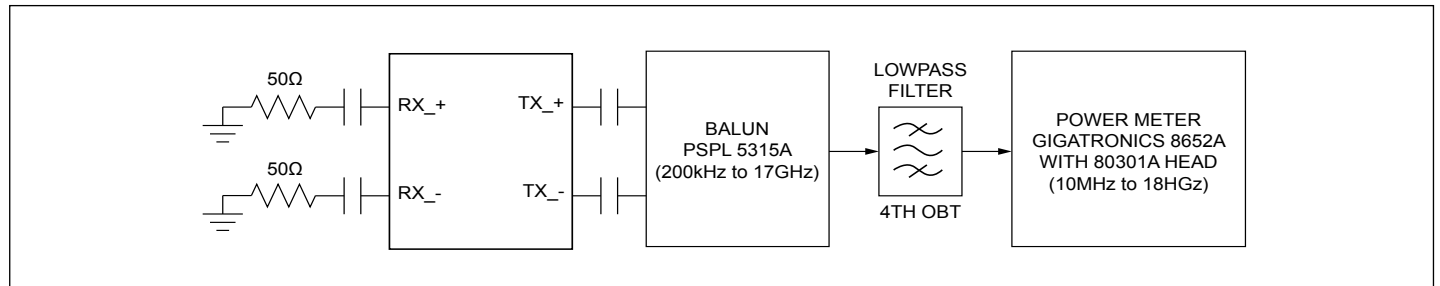 50Ω
RX_+
TX_+
50Ω
RX_-
TX_-
BALUN
PSPL 5315A
(200kHz to 17GHz)
LOWPASS
FILTER
4TH OBT
POWER METER
GIGATRONICS 8652A
WITH 80301A HEAD
(10MHz to 18HGz)